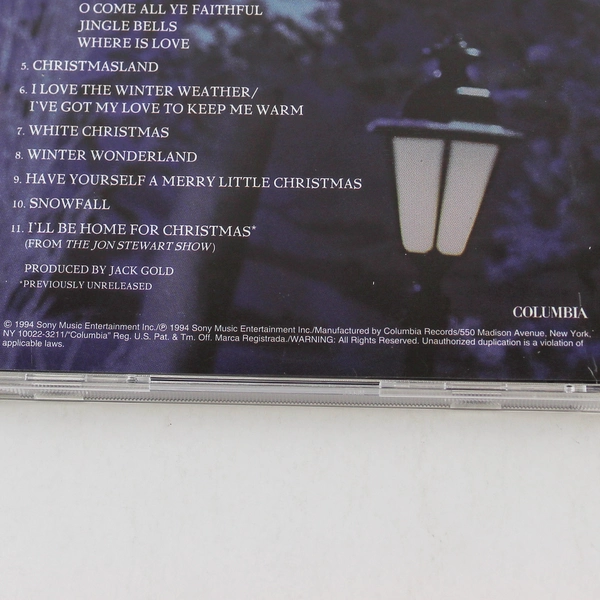 O COME ALL YE FAITHFUL
JINGLE BELLS
WHERE IS LOVE
5. CHRISTMASLAND
6. I LOVE THE WINTER WEATHER/
I'VE GOT MY LOVE TO KEEP ME WARM
7. WHITE CHRISTMAS
8. WINTER WONDERLAND
9. HAVE YOURSELF A MERRY LITTLE CHRISTMAS
10. SNOWFALL
11. I'LL BE HOME FOR CHRISTMAS*
(FROM THE JON STEWART SHOW)
PRODUCED BY JACK GOLD
*PREVIOUSLY UNRELEASED
COLUMBIA
© 1994 Sony Music Entertainment Inc./℗ 1994 Sony Music Entertainment Inc./Manufactured by Columbia Records/550 Madison Avenue, New York,
NY 10022-3211/"Columbia" Reg. U.S. Pat. & Tm. Off. Marca Registrada./WARNING: All Rights Reserved. Unauthorized duplication is a violation of
applicable laws.